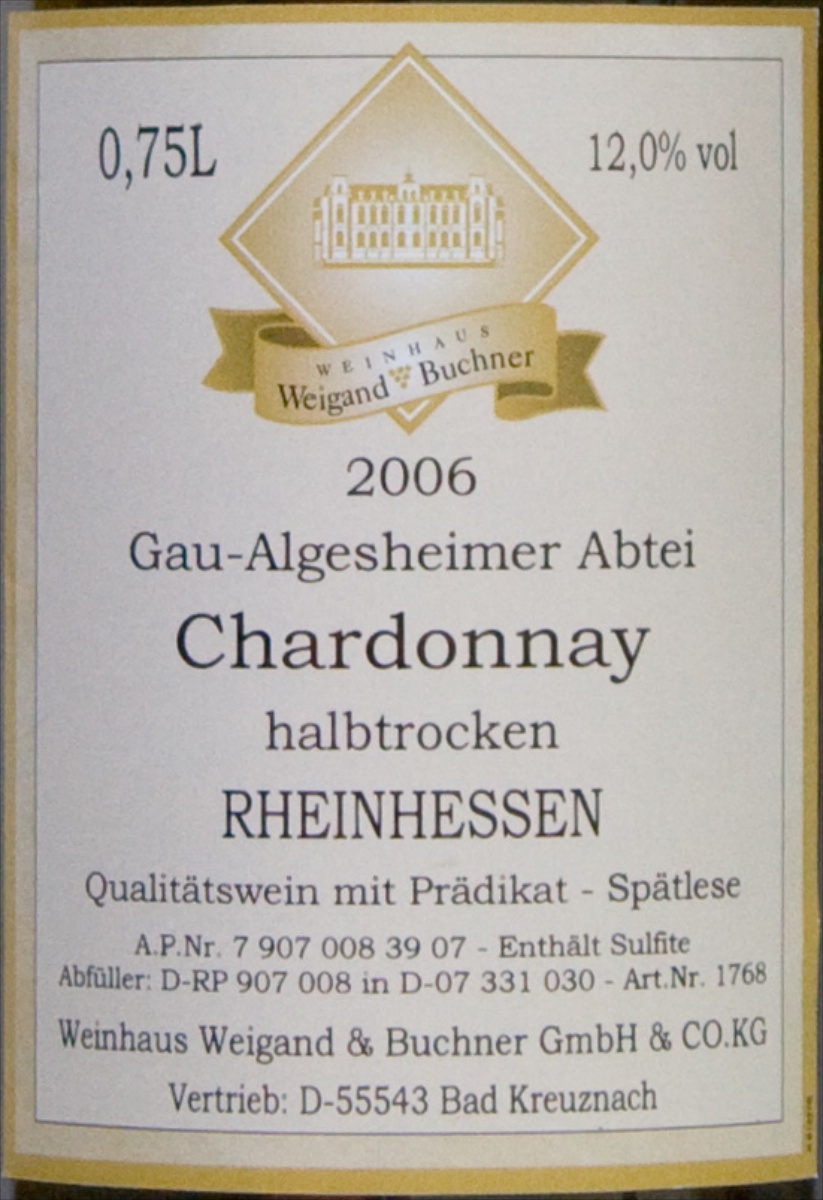 0,75L
12,0% vol
WEINHAUS
Weigand Buchner
2006
Gau-Algesheimer Abtei
Chardonnay
halbtrocken
RHEINHESSEN
Qualitätswein mit Prädikat - Spätlese
A.P.Nr. 7 907 008 39 07 - Enthält Sulfite
Abfüller: D-RP 907 008 in D-07 331 030 - Art.Nr. 1768
Weinhaus Weigand & Buchner GmbH & CO.KG
Vertrieb: D-55543 Bad Kreuznach